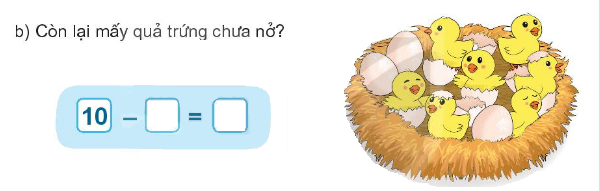 b) Còn lại mấy quả trứng chưa nở?
10 – =